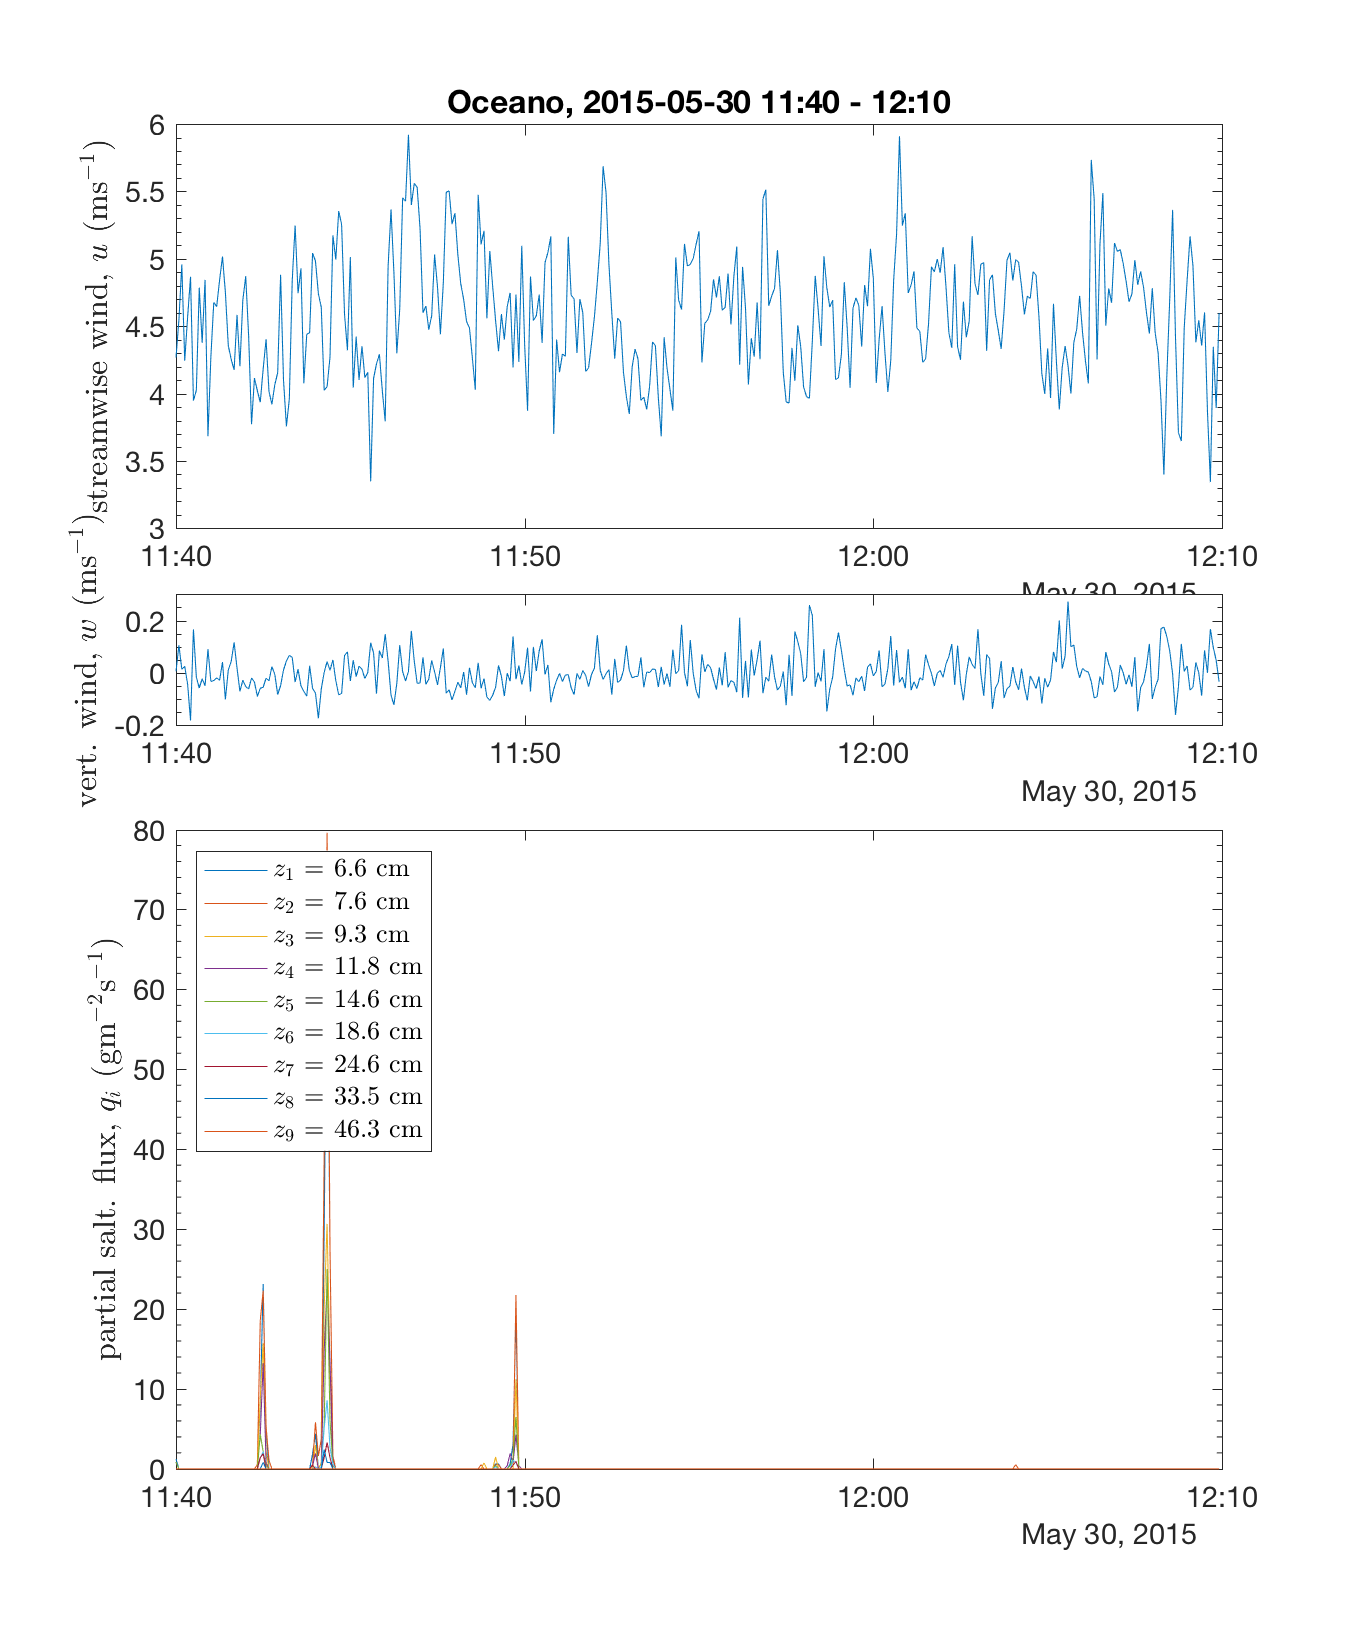 Oceano, 2015-05-30 11:40 - 12:10
streamwise wind, u (ms⁻¹)
6
5.5
5
4.5
4
3.5
3
11:40 11:50 12:00 12:10
May 30, 2015
vert. wind, w (ms⁻¹)
0.2
0
-0.2
11:40 11:50 12:00 12:10
May 30, 2015
partial salt. flux, qᵢ (gm⁻²s⁻¹)
80
70
60
50
40
30
20
10
0
z₁ = 6.6 cm
z₂ = 7.6 cm
z₃ = 9.3 cm
z₄ = 11.8 cm
z₅ = 14.6 cm
z₆ = 18.6 cm
z₇ = 24.6 cm
z₈ = 33.5 cm
z₉ = 46.3 cm
11:40 11:50 12:00 12:10
May 30, 2015